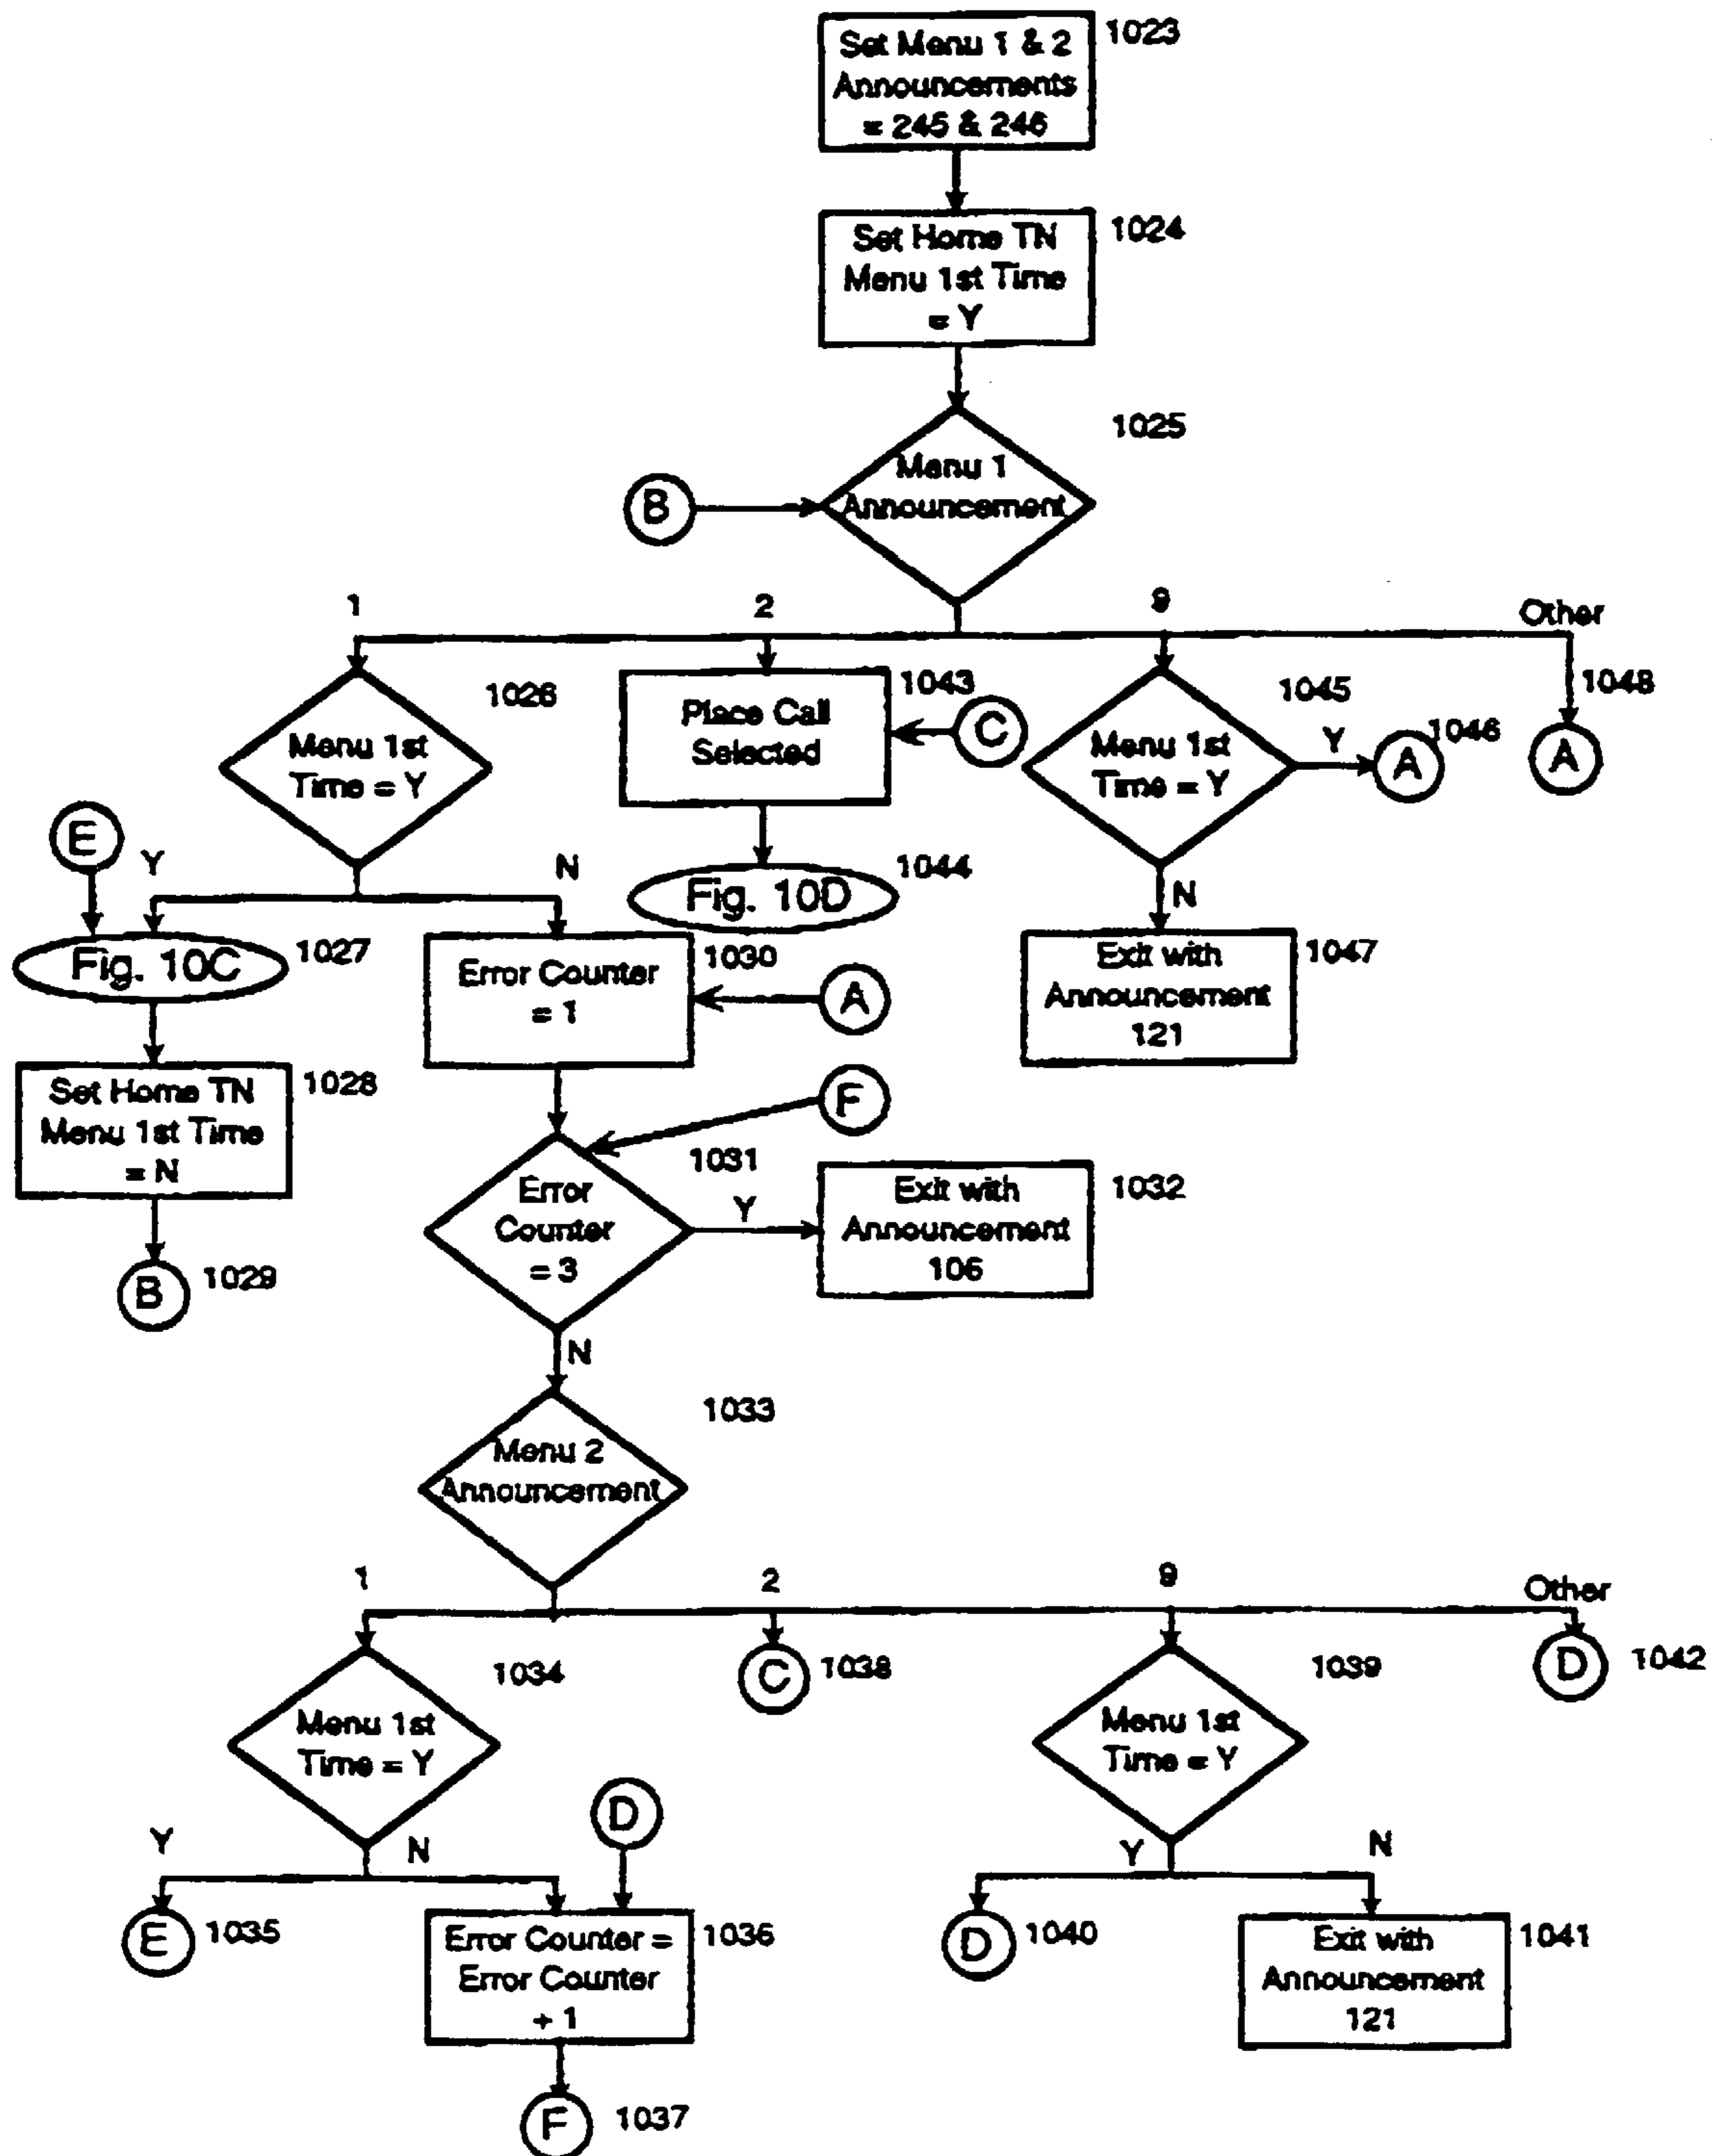 Set Menu 1 & 2
Announcements
= 245 & 246
1023
Set Home TN
Menu 1st Time
= Y
1024
Menu 1
Announcement
1025
B
1
2
9
Other
Menu 1st
Time = Y
1026
Place Call
Selected
1043
C
Menu 1st
Time = Y
1045
Y
A
1046
A
1048
E
Y
N
Fig. 10D
1044
N
Fig. 10C
1027
Error Counter
= 1
1030
A
Exit with
Announcement
121
1047
Set Home TN
Menu 1st Time
= N
1028
F
Error
Counter
= 3
1031
Y
Exit with
Announcement
106
1032
B
1029
N
Menu 2
Announcement
1033
1
2
9
Other
Menu 1st
Time = Y
1034
C
1038
Menu 1st
Time = Y
1039
D
1042
D
Y
N
Y
N
E
1035
Error Counter =
Error Counter
+ 1
1036
D
1040
Exit with
Announcement
121
1041
F
1037